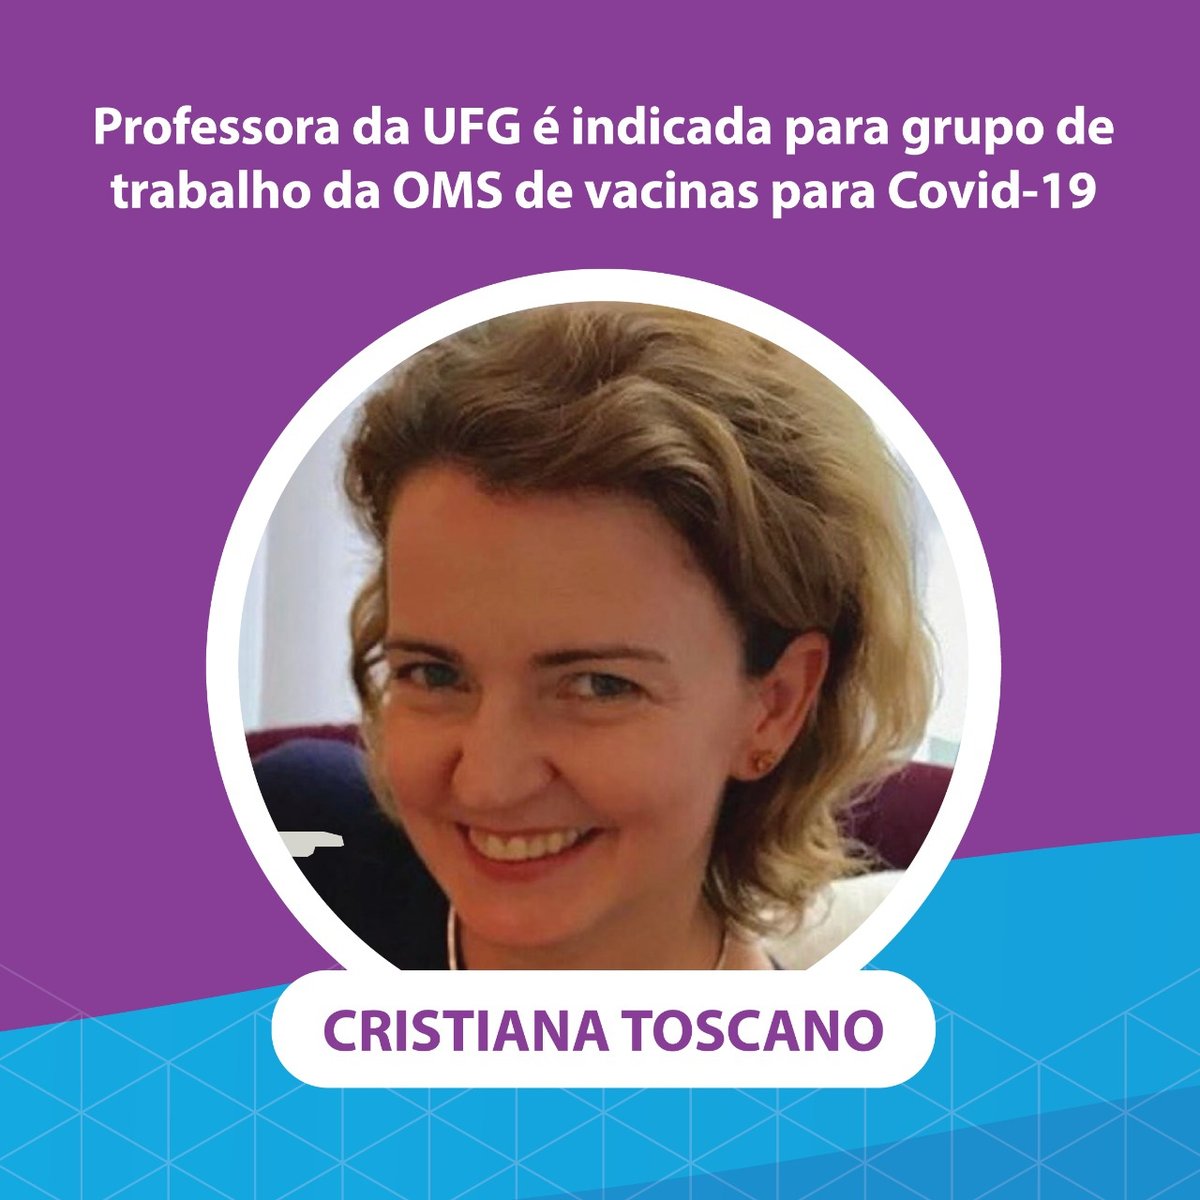 Professora da UFG é indicada para grupo de
trabalho da OMS de vacinas para Covid-19
CRISTIANA TOSCANO